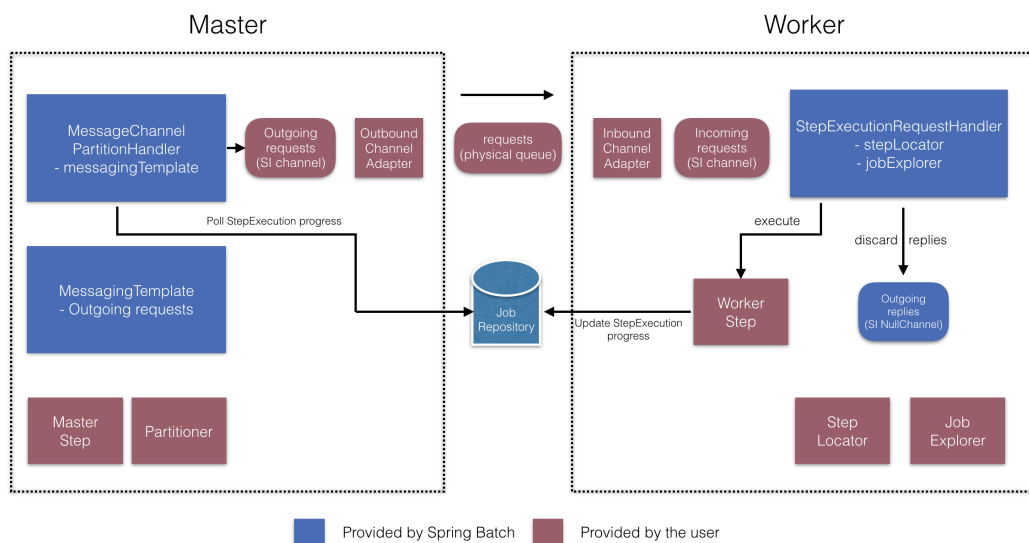 Master
Worker
MessageChannel
PartitionHandler
- messagingTemplate
Outgoing
requests
(SI channel)
Outbound
Channel
Adapter
requests
(physical queue)
Inbound
Channel
Adapter
Incoming
requests
(SI channel)
StepExecutionRequestHandler
- stepLocator
- jobExplorer
Poll StepExecution progress
execute
discard replies
MessagingTemplate
- Outgoing requests
Job
Repository
Update StepExecution
progress
Worker
Step
Outgoing
replies
(SI NullChannel)
Master
Step
Partitioner
Step
Locator
Job
Explorer
Provided by Spring Batch
Provided by the user